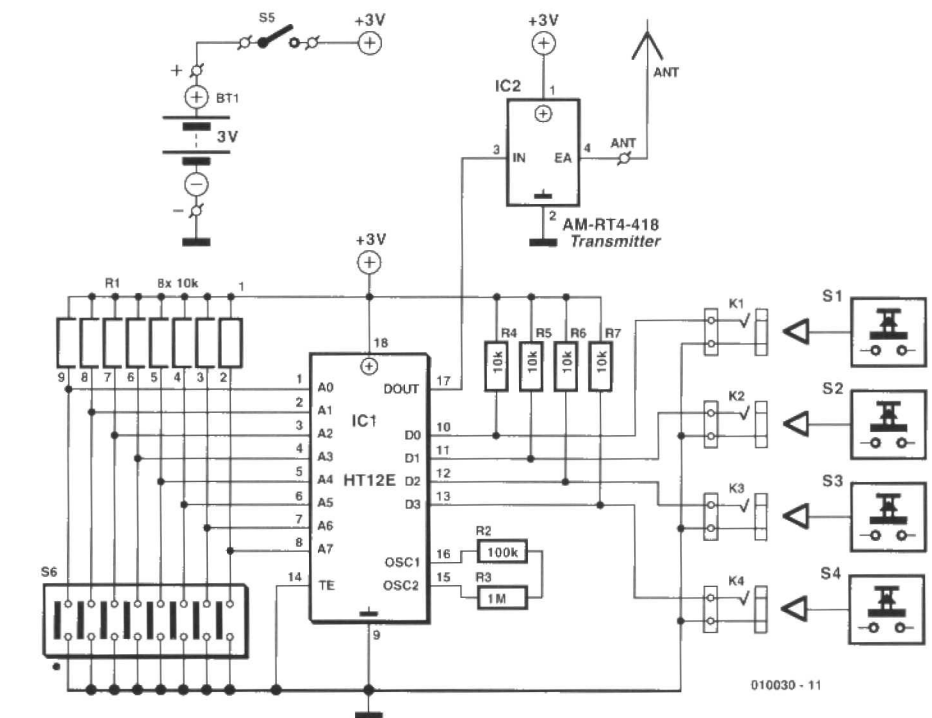 S5
+3V
+3V
ANT
+
BT1
IC2
1
3V
3
IN
EA
4
ANT
−
2
AM-RT4-418
Transmitter
+3V
R1
8x 10k
1
K1
S1
R4
R5
R6
R7
10k
10k
10k
10k
18
9
8
7
6
5
4
3
2
1
A0
DOUT
17
K2
S2
2
A1
IC1
3
A2
D0
10
4
A3
D1
11
5
A4
HT12E
D2
12
K3
S3
6
A5
D3
13
7
A6
R2
8
A7
OSC1
16
100k
S6
14
TE
OSC2
15
R3
1M
K4
S4
9
010030 - 11